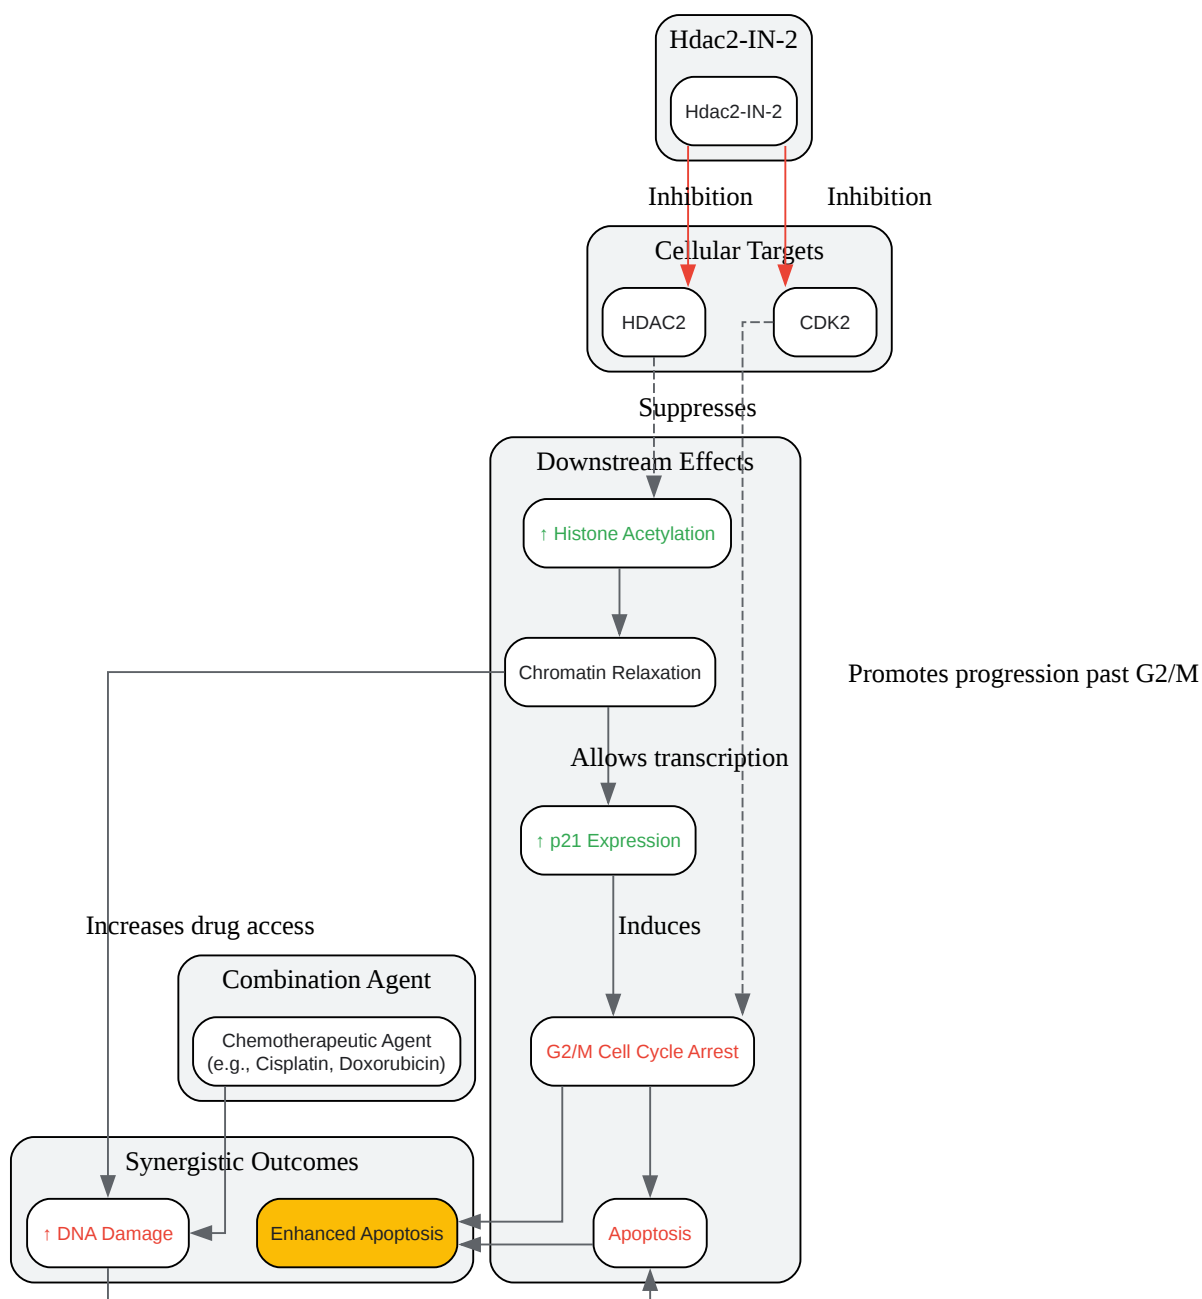 Hdac2-IN-2
Hdac2-IN-2
Inhibition
Inhibition
Cellular Targets
HDAC2
CDK2
Suppresses
Downstream Effects
↑ Histone Acetylation
Chromatin Relaxation
Promotes progression past G2/M
Allows transcription
↑ p21 Expression
Increases drug access
Induces
Combination Agent
Chemotherapeutic Agent
(e.g., Cisplatin, Doxorubicin)
G2/M Cell Cycle Arrest
Synergistic Outcomes
↑ DNA Damage
Enhanced Apoptosis
Apoptosis